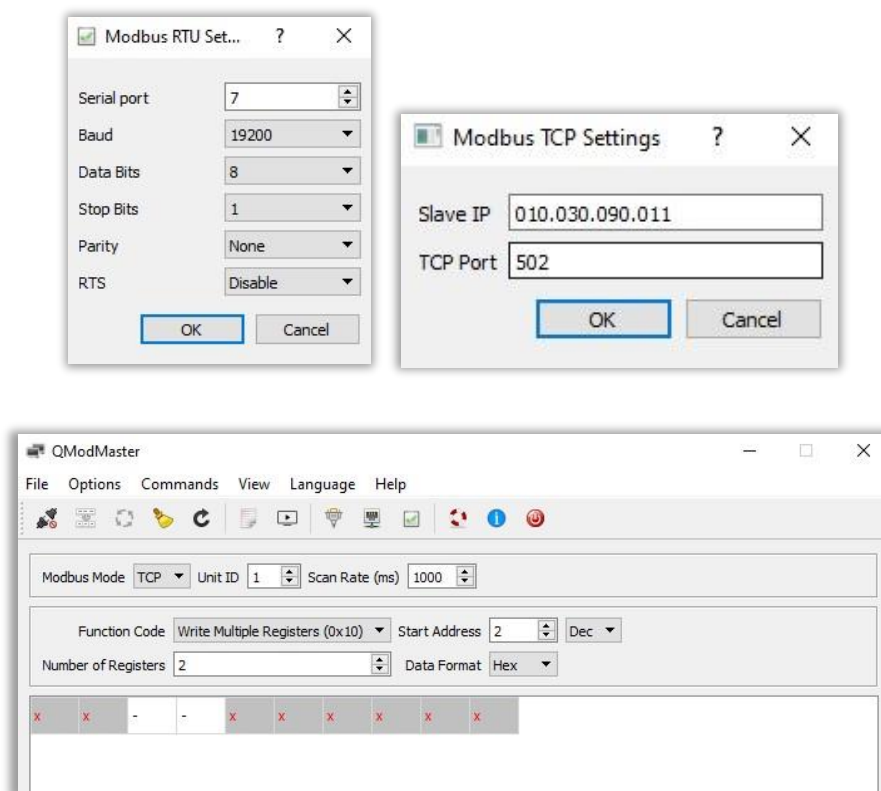 Modbus RTU Set... ? X
Serial port 7
Baud 19200
Data Bits 8
Stop Bits 1
Parity None
RTS Disable
OK Cancel
Modbus TCP Settings ? X
Slave IP 010.030.090.011
TCP Port 502
OK Cancel
QModMaster
File Options Commands View Language Help
Modbus Mode TCP Unit ID 1 Scan Rate (ms) 1000
Function Code Write Multiple Registers (0x10) Start Address 2 Dec
Number of Registers 2 Data Format Hex
x x - - x x x x x x